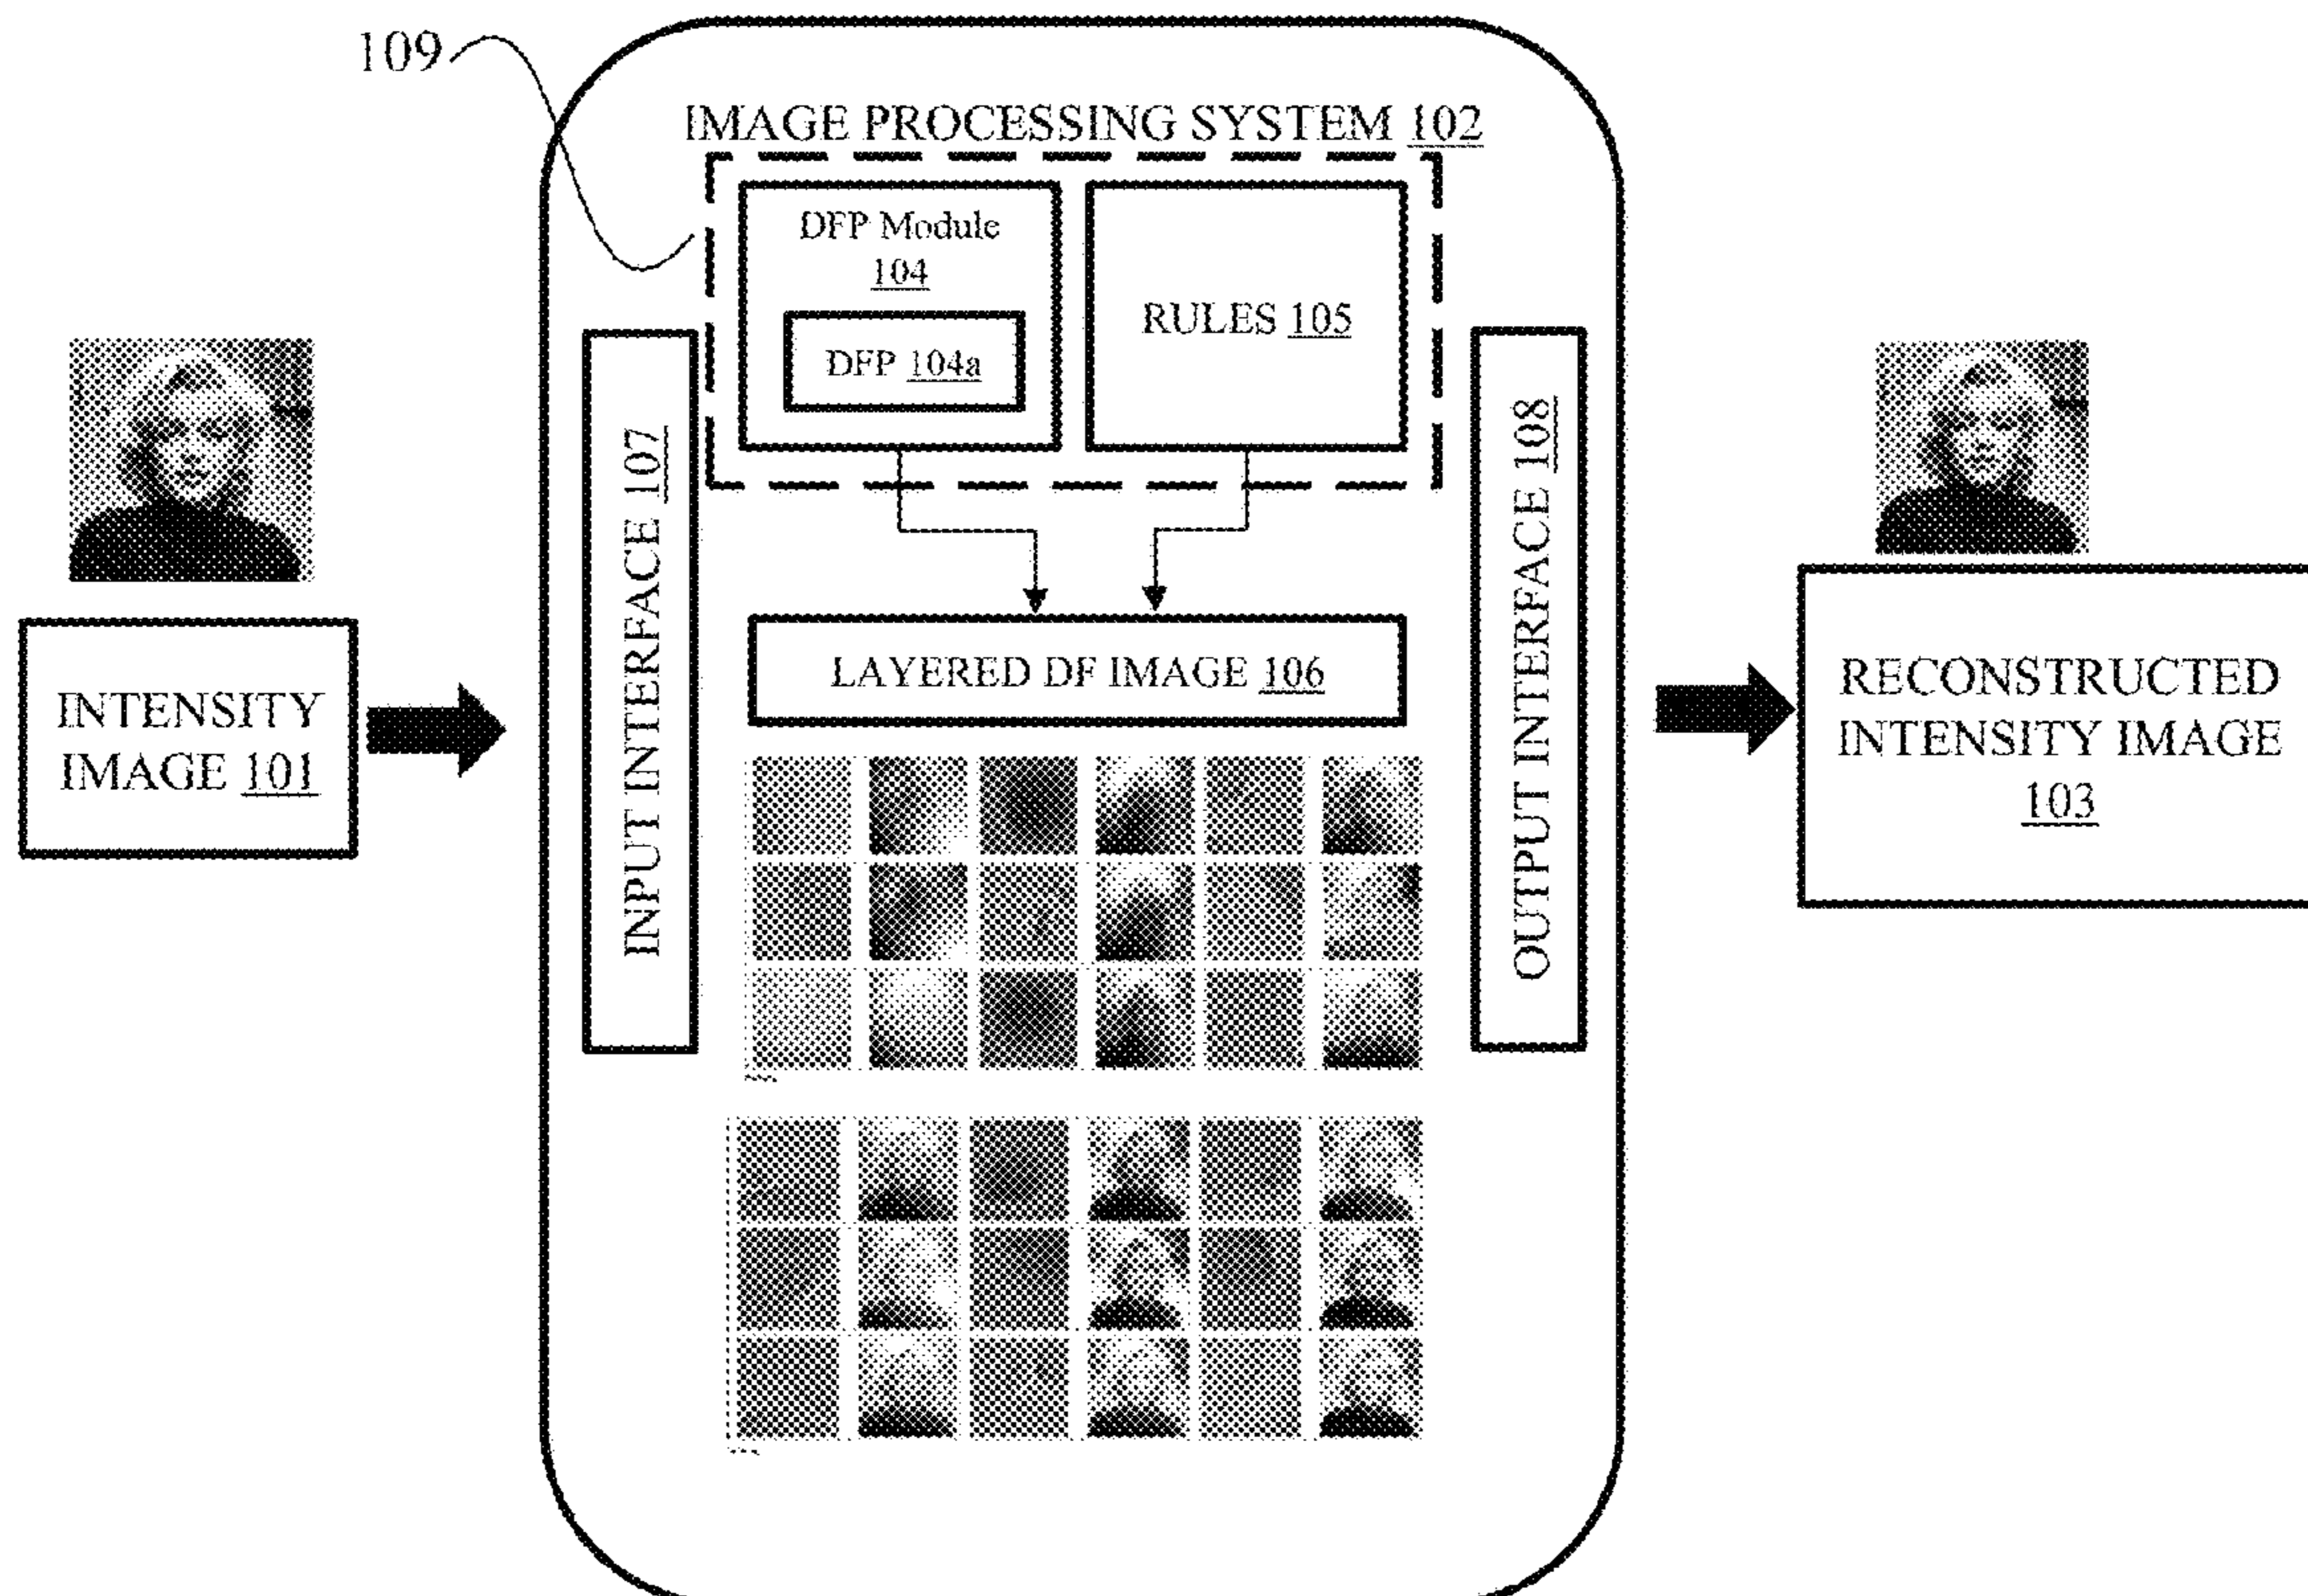 109
IMAGE PROCESSING SYSTEM 102
DFP Module
104
DFP 104a
RULES 105
INPUT INTERFACE 107
OUTPUT INTERFACE 108
LAYERED DF IMAGE 106
INTENSITY
IMAGE 101
RECONSTRUCTED
INTENSITY IMAGE
103